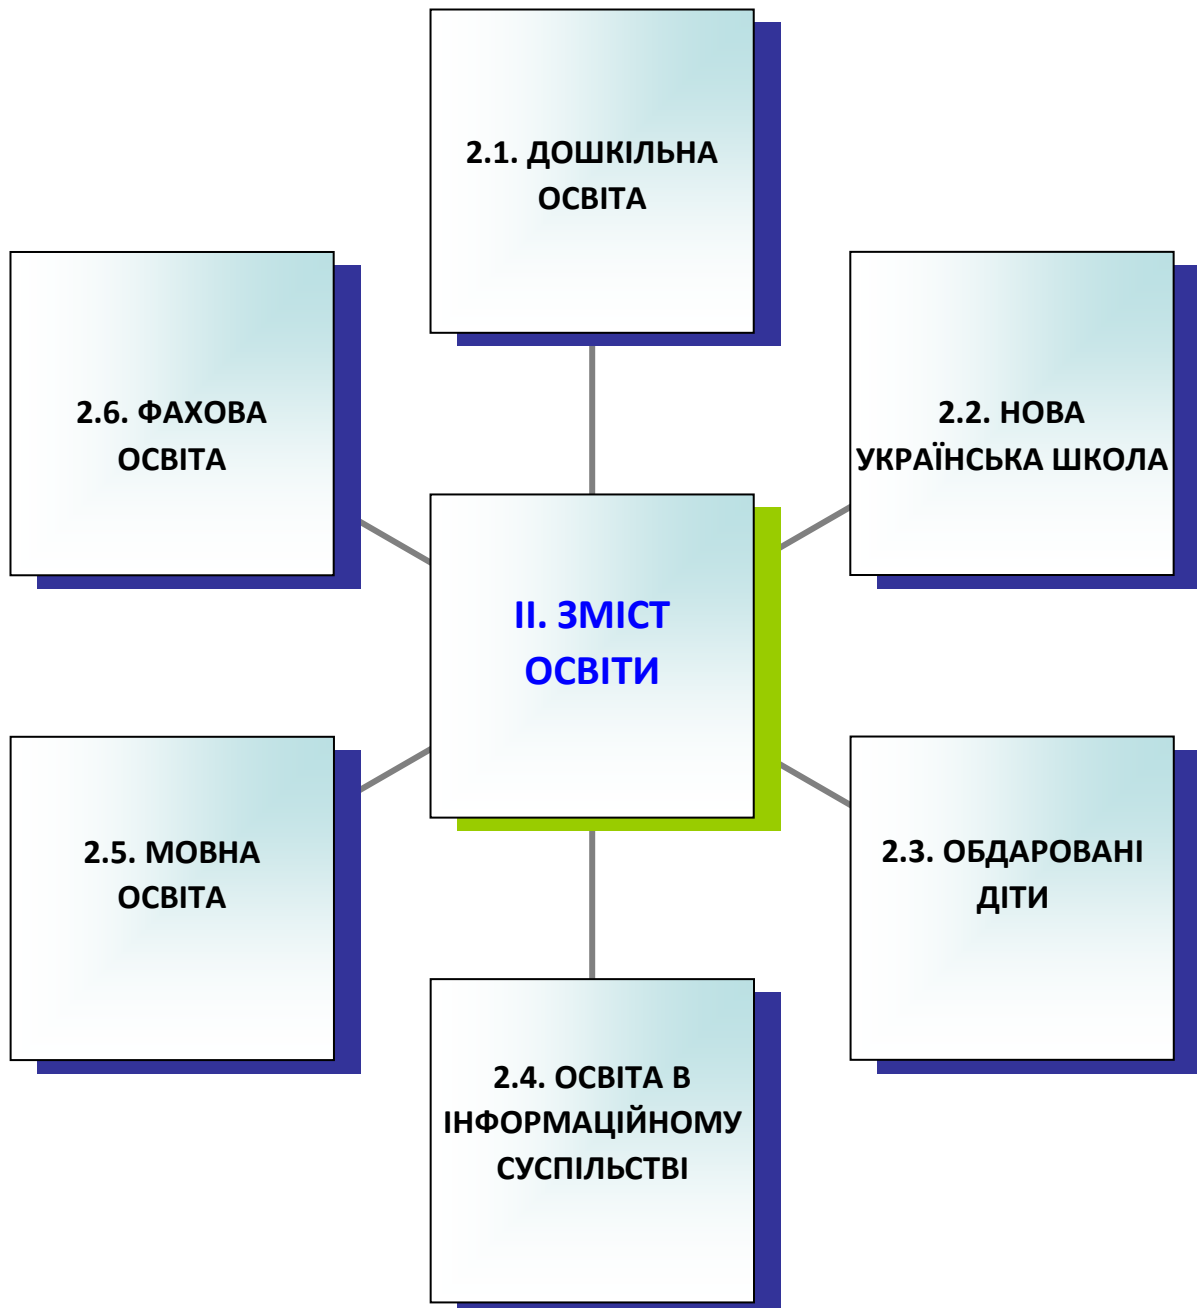 2.1. ДОШКІЛЬНА
ОСВІТА
2.6. ФАХОВА
ОСВІТА
2.2. НОВА
УКРАЇНСЬКА ШКОЛА
ІІ. ЗМІСТ
ОСВІТИ
2.5. МОВНА
ОСВІТА
2.3. ОБДАРОВАНІ
ДІТИ
2.4. ОСВІТА В
ІНФОРМАЦІЙНОМУ
СУСПІЛЬСТВІ